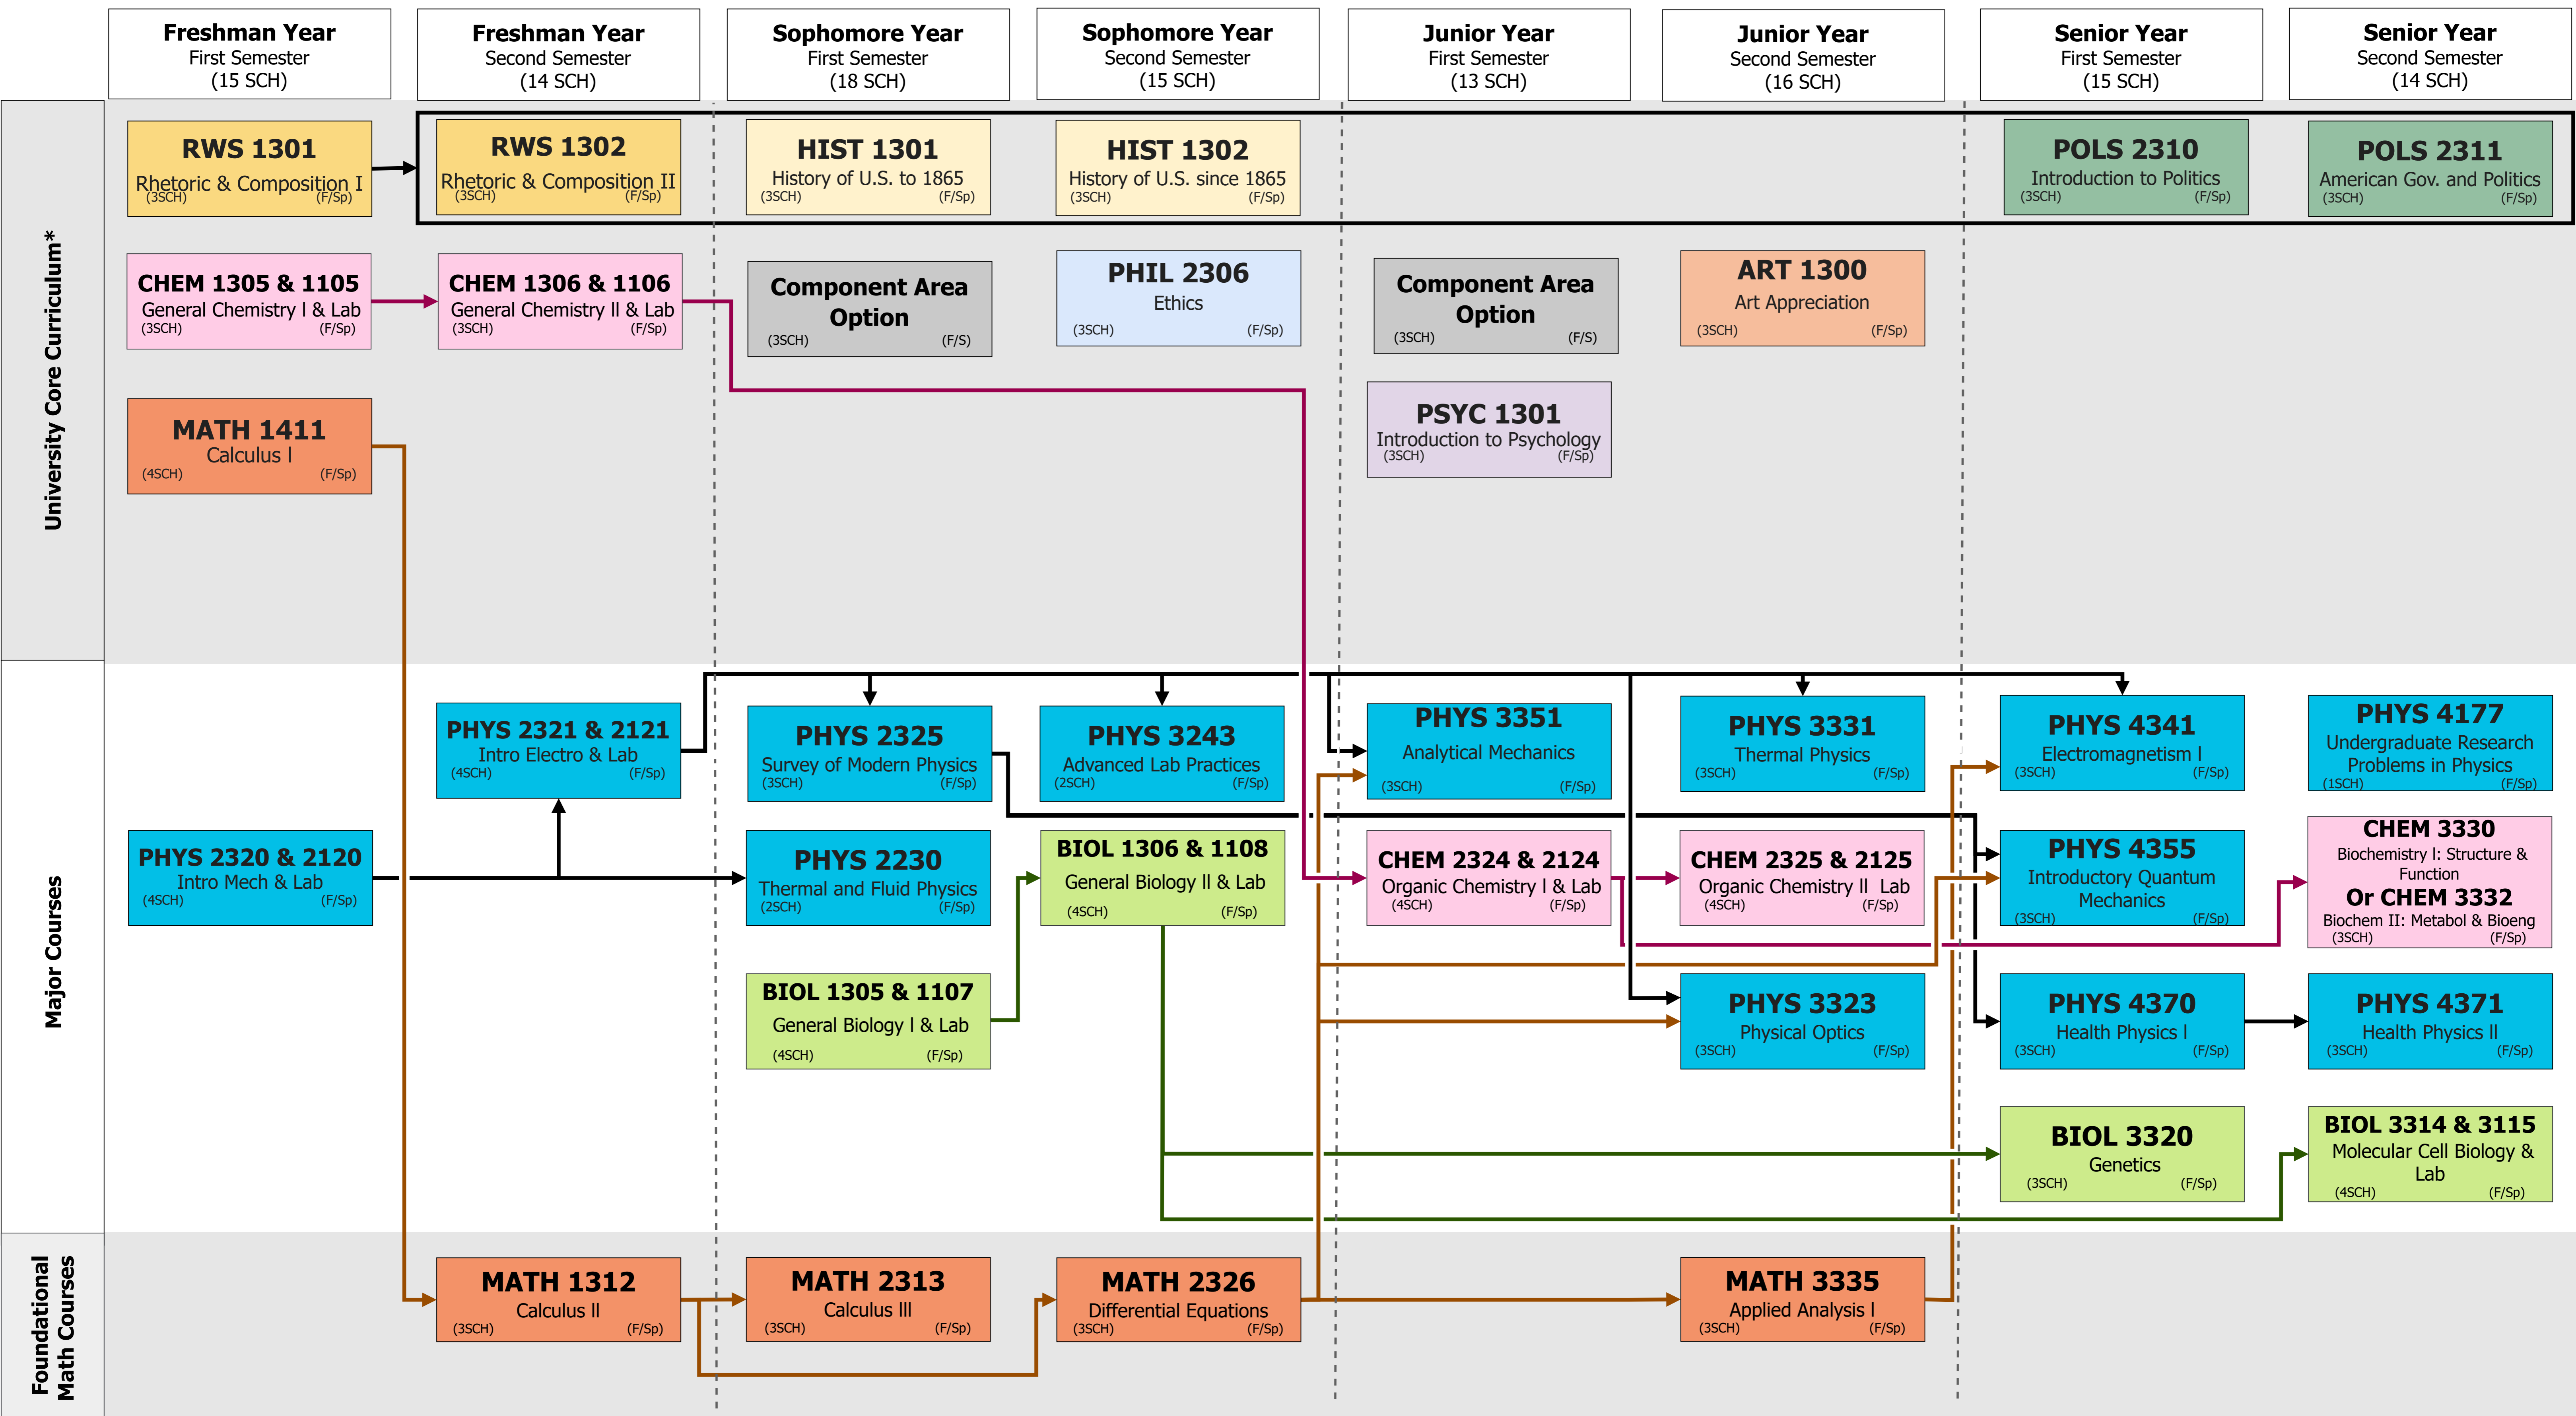 Freshman Year
First Semester
(15 SCH)
Freshman Year
Second Semester
(14 SCH)
Sophomore Year
First Semester
(18 SCH)
Sophomore Year
Second Semester
(15 SCH)
Junior Year
First Semester
(13 SCH)
Junior Year
Second Semester
(16 SCH)
Senior Year
First Semester
(15 SCH)
Senior Year
Second Semester
(14 SCH)
University Core Curriculum*
RWS 1301
Rhetoric & Composition I
(3SCH) (F/Sp)
RWS 1302
Rhetoric & Composition II
(3SCH) (F/Sp)
HIST 1301
History of U.S. to 1865
(3SCH) (F/Sp)
HIST 1302
History of U.S. since 1865
(3SCH) (F/Sp)
POLS 2310
Introduction to Politics
(3SCH) (F/Sp)
POLS 2311
American Gov. and Politics
(3SCH) (F/Sp)
CHEM 1305 & 1105
General Chemistry l & Lab
(3SCH) (F/Sp)
CHEM 1306 & 1106
General Chemistry ll & Lab
(3SCH) (F/Sp)
Component Area
Option
(3SCH) (F/S)
PHIL 2306
Ethics
(3SCH) (F/Sp)
Component Area
Option
(3SCH) (F/S)
ART 1300
Art Appreciation
(3SCH) (F/Sp)
MATH 1411
Calculus l
(4SCH) (F/Sp)
PSYC 1301
Introduction to Psychology
(3SCH) (F/Sp)
Major Courses
PHYS 2321 & 2121
Intro Electro & Lab
(4SCH) (F/Sp)
PHYS 2325
Survey of Modern Physics
(3SCH) (F/Sp)
PHYS 3243
Advanced Lab Practices
(2SCH) (F/Sp)
PHYS 3351
Analytical Mechanics
(3SCH) (F/Sp)
PHYS 3331
Thermal Physics
(3SCH) (F/Sp)
PHYS 4341
Electromagnetism l
(3SCH) (F/Sp)
PHYS 4177
Undergraduate Research
Problems in Physics
(1SCH) (F/Sp)
PHYS 2320 & 2120
Intro Mech & Lab
(4SCH) (F/Sp)
PHYS 2230
Thermal and Fluid Physics
(2SCH) (F/Sp)
BIOL 1306 & 1108
General Biology ll & Lab
(4SCH) (F/Sp)
CHEM 2324 & 2124
Organic Chemistry l & Lab
(4SCH) (F/Sp)
CHEM 2325 & 2125
Organic Chemistry ll Lab
(4SCH) (F/Sp)
PHYS 4355
Introductory Quantum
Mechanics
(3SCH) (F/Sp)
CHEM 3330
Biochemistry l: Structure &
Function
Or CHEM 3332
Biochem II: Metabol & Bioeng
(3SCH) (F/Sp)
BIOL 1305 & 1107
General Biology l & Lab
(4SCH) (F/Sp)
PHYS 3323
Physical Optics
(3SCH) (F/Sp)
PHYS 4370
Health Physics l
(3SCH) (F/Sp)
PHYS 4371
Health Physics ll
(3SCH) (F/Sp)
BIOL 3320
Genetics
(3SCH) (F/Sp)
BIOL 3314 & 3115
Molecular Cell Biology &
Lab
(4SCH) (F/Sp)
Foundational
Math Courses
MATH 1312
Calculus ll
(3SCH) (F/Sp)
MATH 2313
Calculus lll
(3SCH) (F/Sp)
MATH 2326
Differential Equations
(3SCH) (F/Sp)
MATH 3335
Applied Analysis l
(3SCH) (F/Sp)